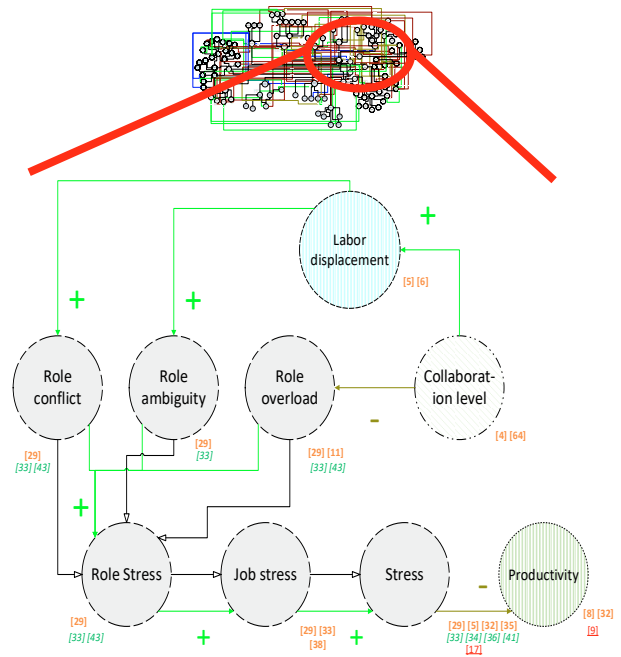 +
Labor
displacement
[5] [6]
+
+
Role
conflict
Role
ambiguity
Role
overload
Collaborat-
ion level
-
[29]
[33] [43]
[29]
[33]
[29] [11]
[33] [43]
[4] [64]
+
Role Stress
Job stress
Stress
Productivity
-
[29]
[33] [43]
+
[29] [33]
[38]
+
[29] [5] [32] [35]
[33] [34] [36] [41]
[17]
[8] [32]
[9]